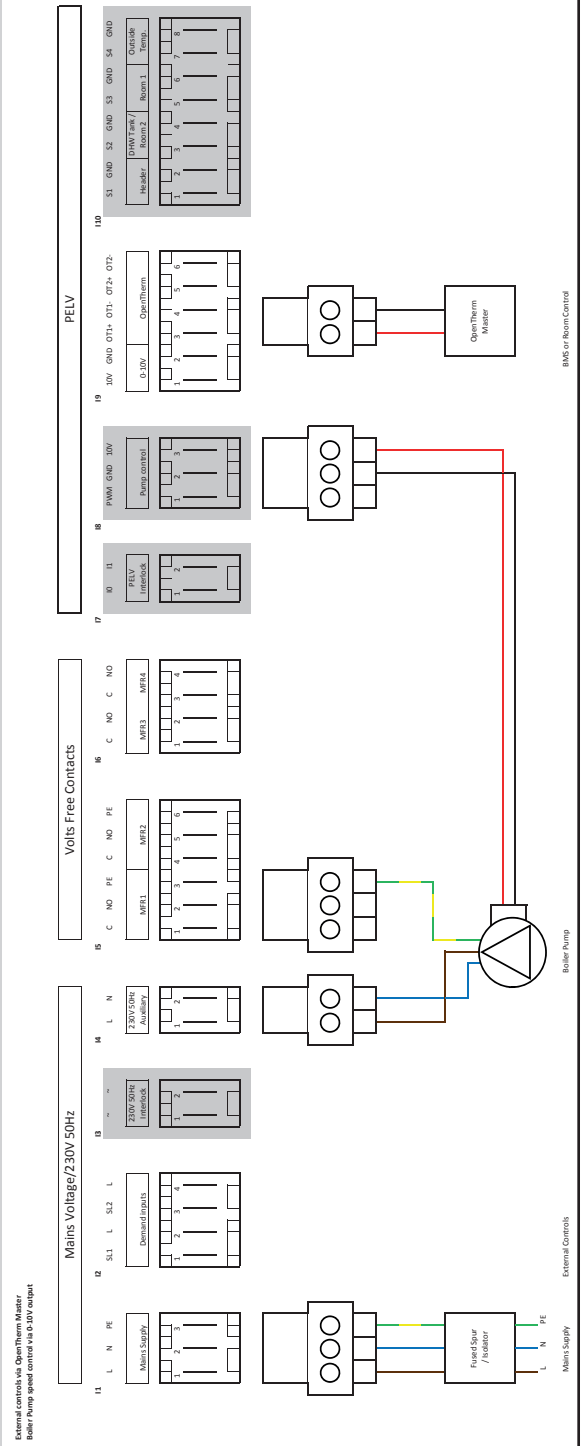 External controls via OpenTherm Master
Boiler Pump speed control via 0-10V output
Mains Voltage/230V 50Hz
Volts Free Contacts
PELV
I1
L N PE
Mains Supply
1 2 3
I2
SL1 L SL2 L
Demand inputs
1 2 3 4
I3
~ ~
230V 50Hz
Interlock
1 2
I4
L N
230V 50Hz
Auxiliary
1 2
I5
C NO PE C NO PE
MFR1 MFR2
1 2 3 4 5 6
I6
C NO C NO
MFR3 MFR4
1 2 3 4
I7
I0 I1
PELV
Interlock
1 2
I8
PWM GND 10V
Pump control
1 2 3
I9
10V GND OT1+ OT1- OT2+ OT2-
0-10V OpenTherm
1 2 3 4 5 6
I10
S1 GND S2 GND S3 GND S4 GND
Header
DHW Tank /
Room 2
Room 1
Outside
Temp.
1 2 3 4 5 6 7 8
Fused Spur
/ Isolator
OpenTherm
Master
L N PE
Mains Supply
External Controls
Boiler Pump
BMS or Room Control